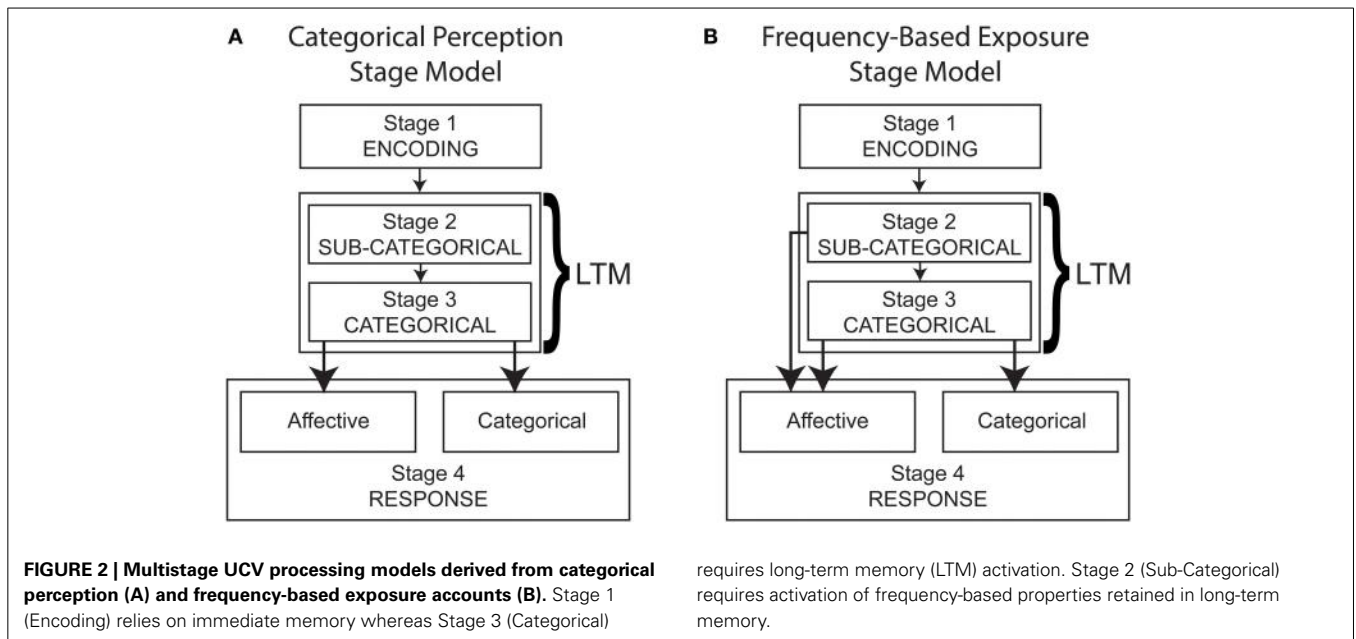 A Categorical Perception
Stage Model
Stage 1
ENCODING
Stage 2
SUB-CATEGORICAL
Stage 3
CATEGORICAL
LTM
Affective
Categorical
Stage 4
RESPONSE
B Frequency-Based Exposure
Stage Model
Stage 1
ENCODING
Stage 2
SUB-CATEGORICAL
Stage 3
CATEGORICAL
LTM
Affective
Categorical
Stage 4
RESPONSE
FIGURE 2 | Multistage UCV processing models derived from categorical
perception (A) and frequency-based exposure accounts (B). Stage 1
(Encoding) relies on immediate memory whereas Stage 3 (Categorical)
requires long-term memory (LTM) activation. Stage 2 (Sub-Categorical)
requires activation of frequency-based properties retained in long-term
memory.